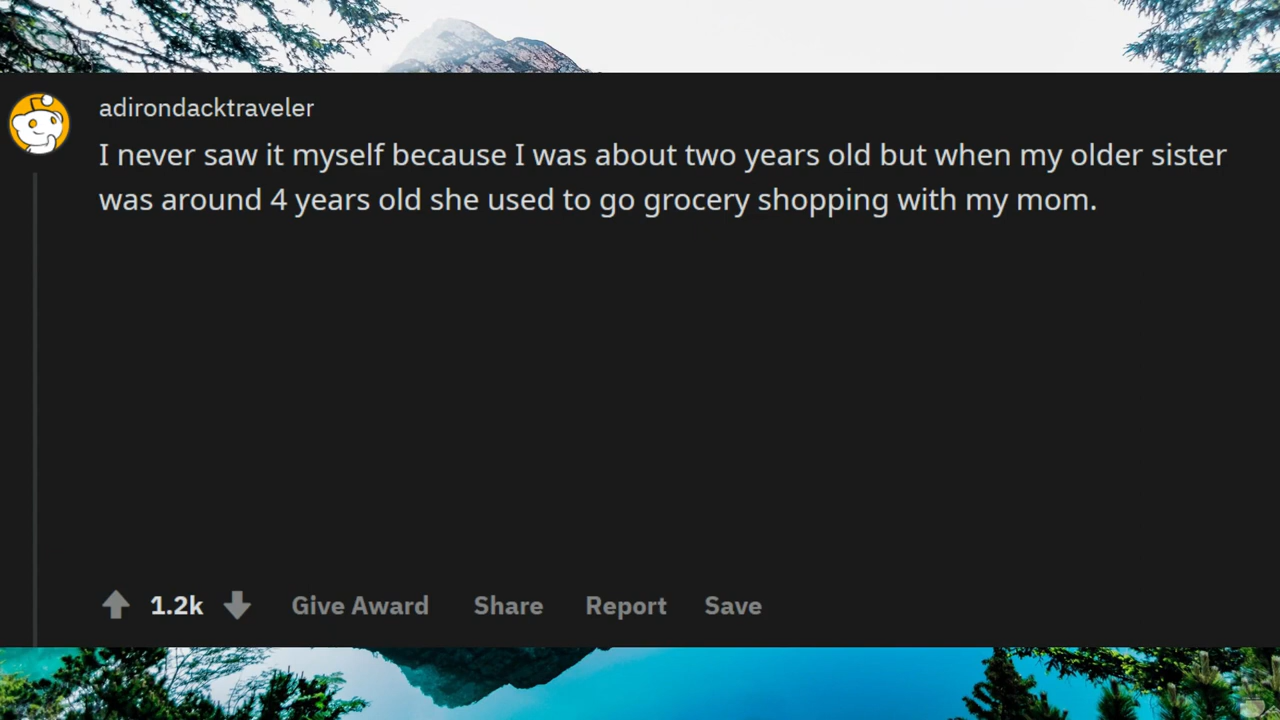 adirondacktraveler
I never saw it myself because I was about two years old but when my older sister
was around 4 years old she used to go grocery shopping with my mom.
1.2k Give Award Share Report Save